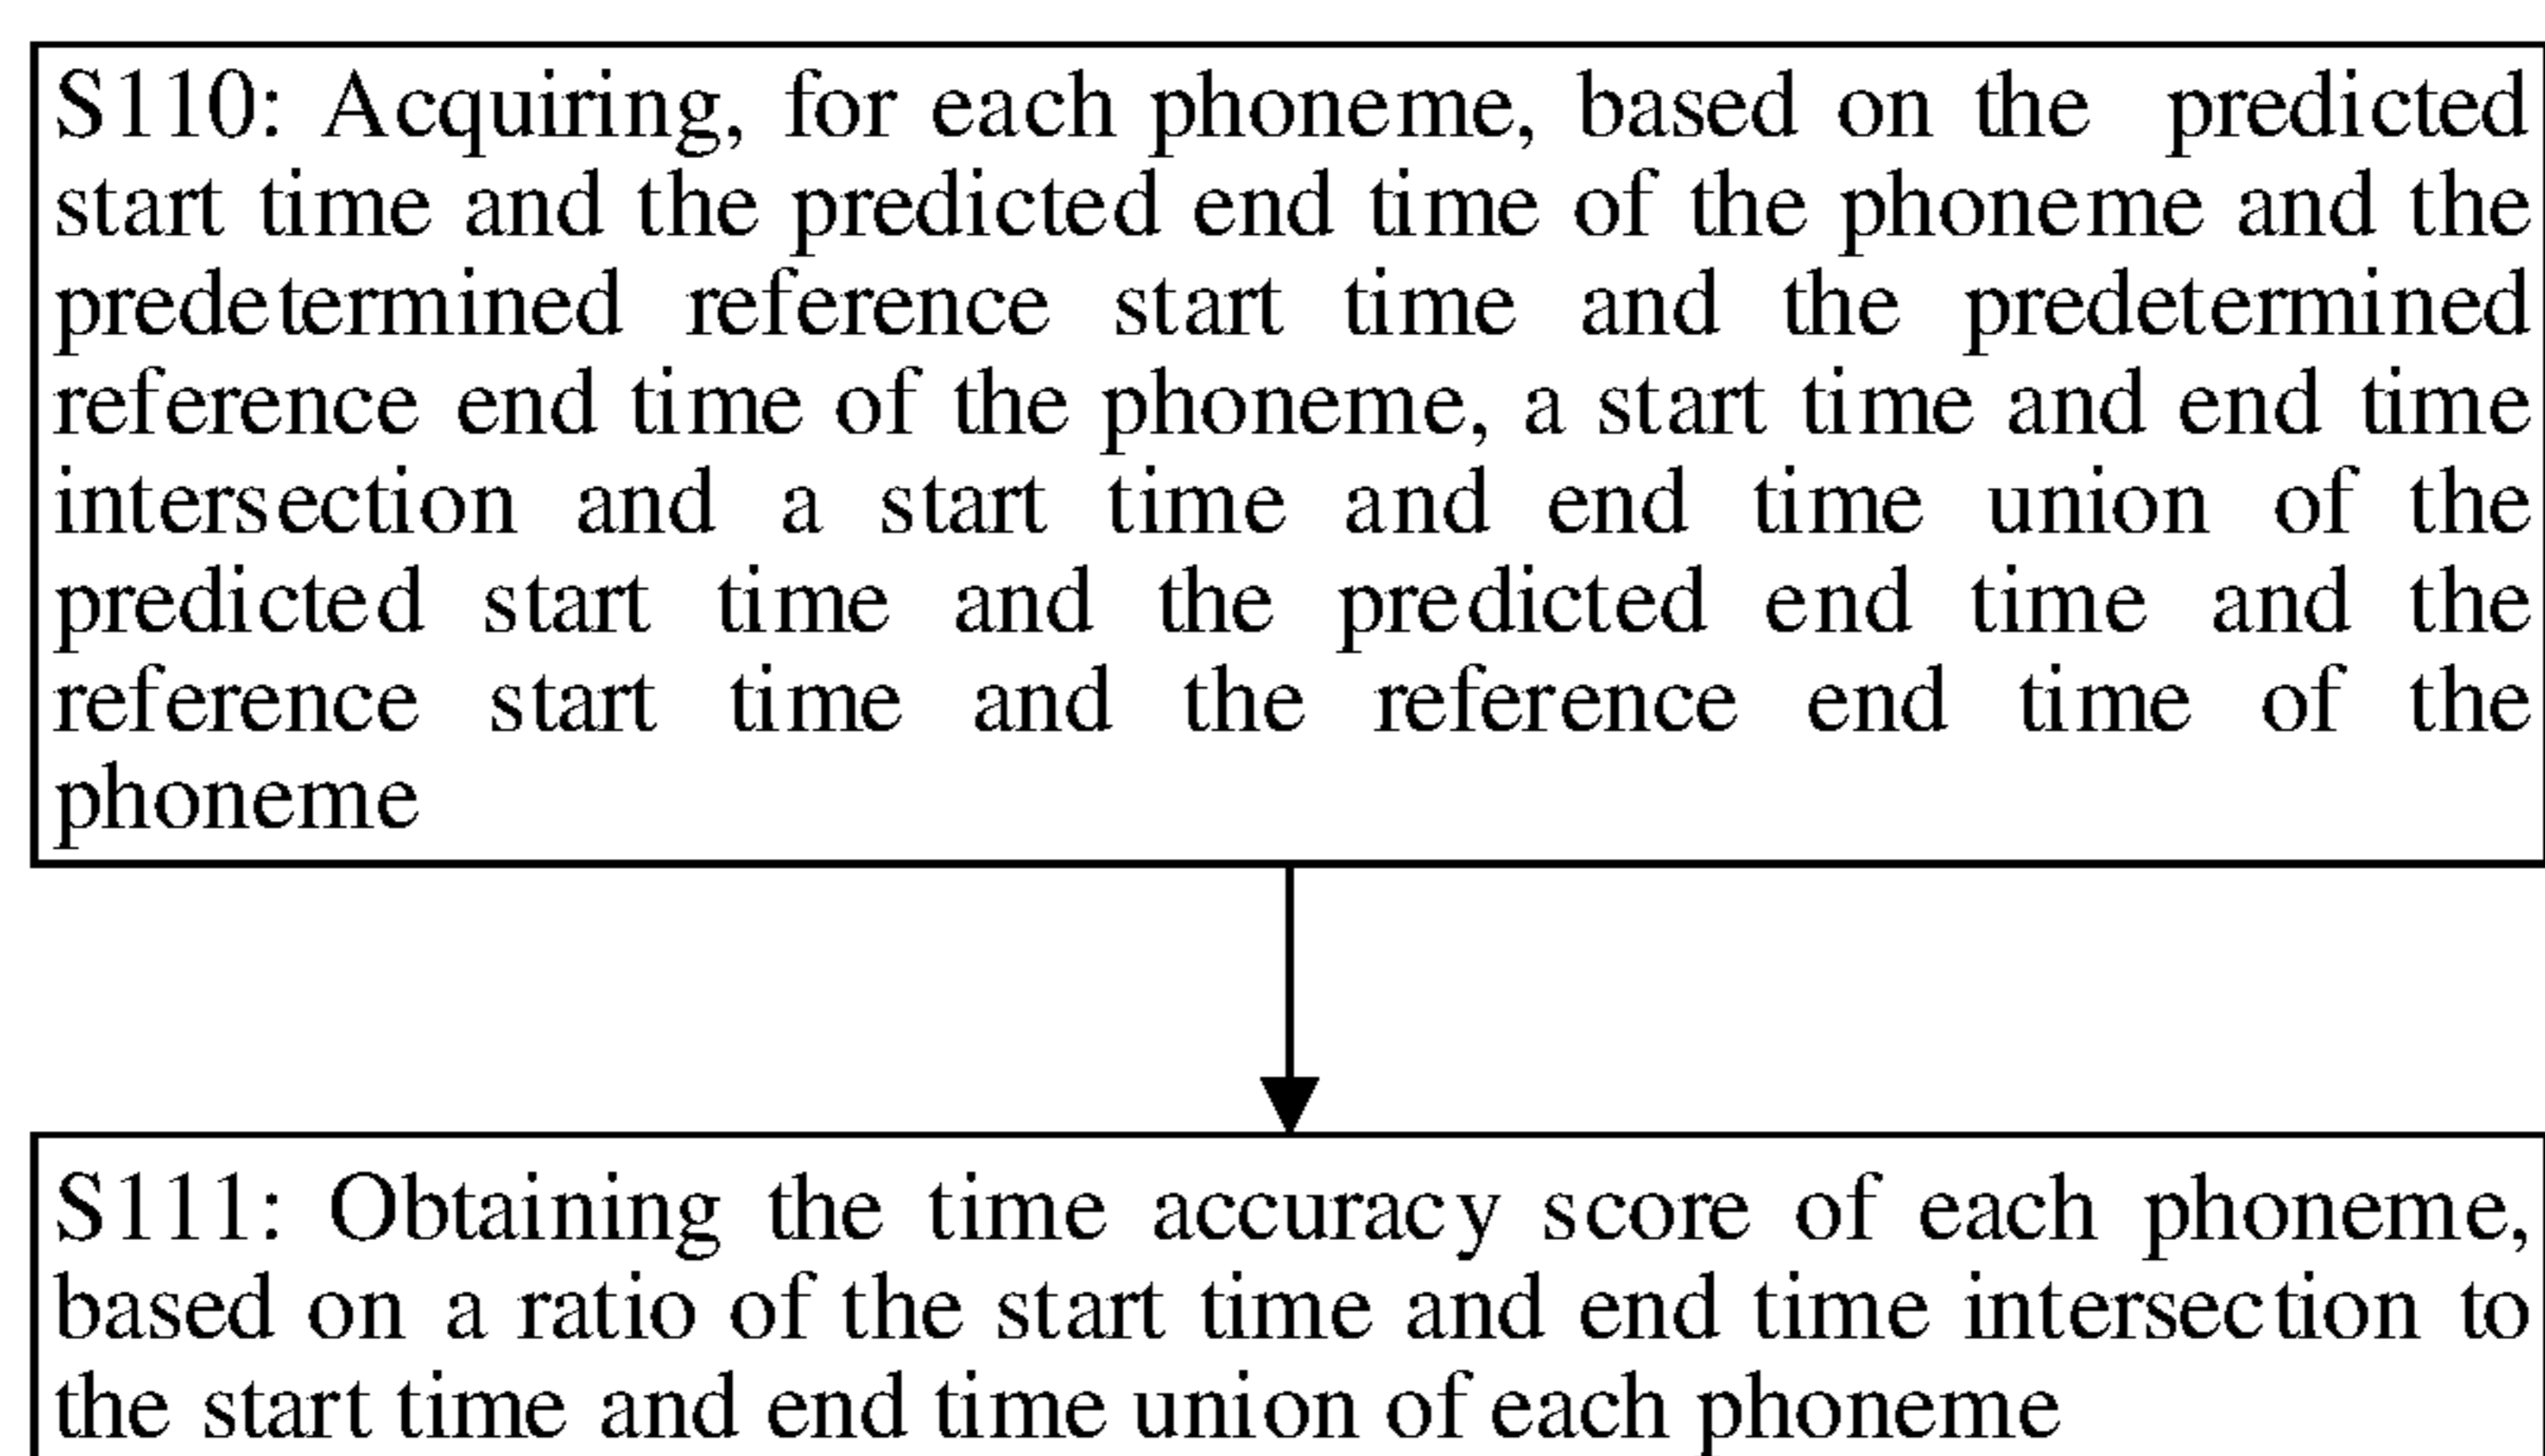 S110: Acquiring, for each phoneme, based on the predicted
start time and the predicted end time of the phoneme and the
predetermined reference start time and the predetermined
reference end time of the phoneme, a start time and end time
intersection and a start time and end time union of the
predicted start time and the predicted end time and the
reference start time and the reference end time of the
phoneme
S111: Obtaining the time accuracy score of each phoneme,
based on a ratio of the start time and end time intersection to
the start time and end time union of each phoneme